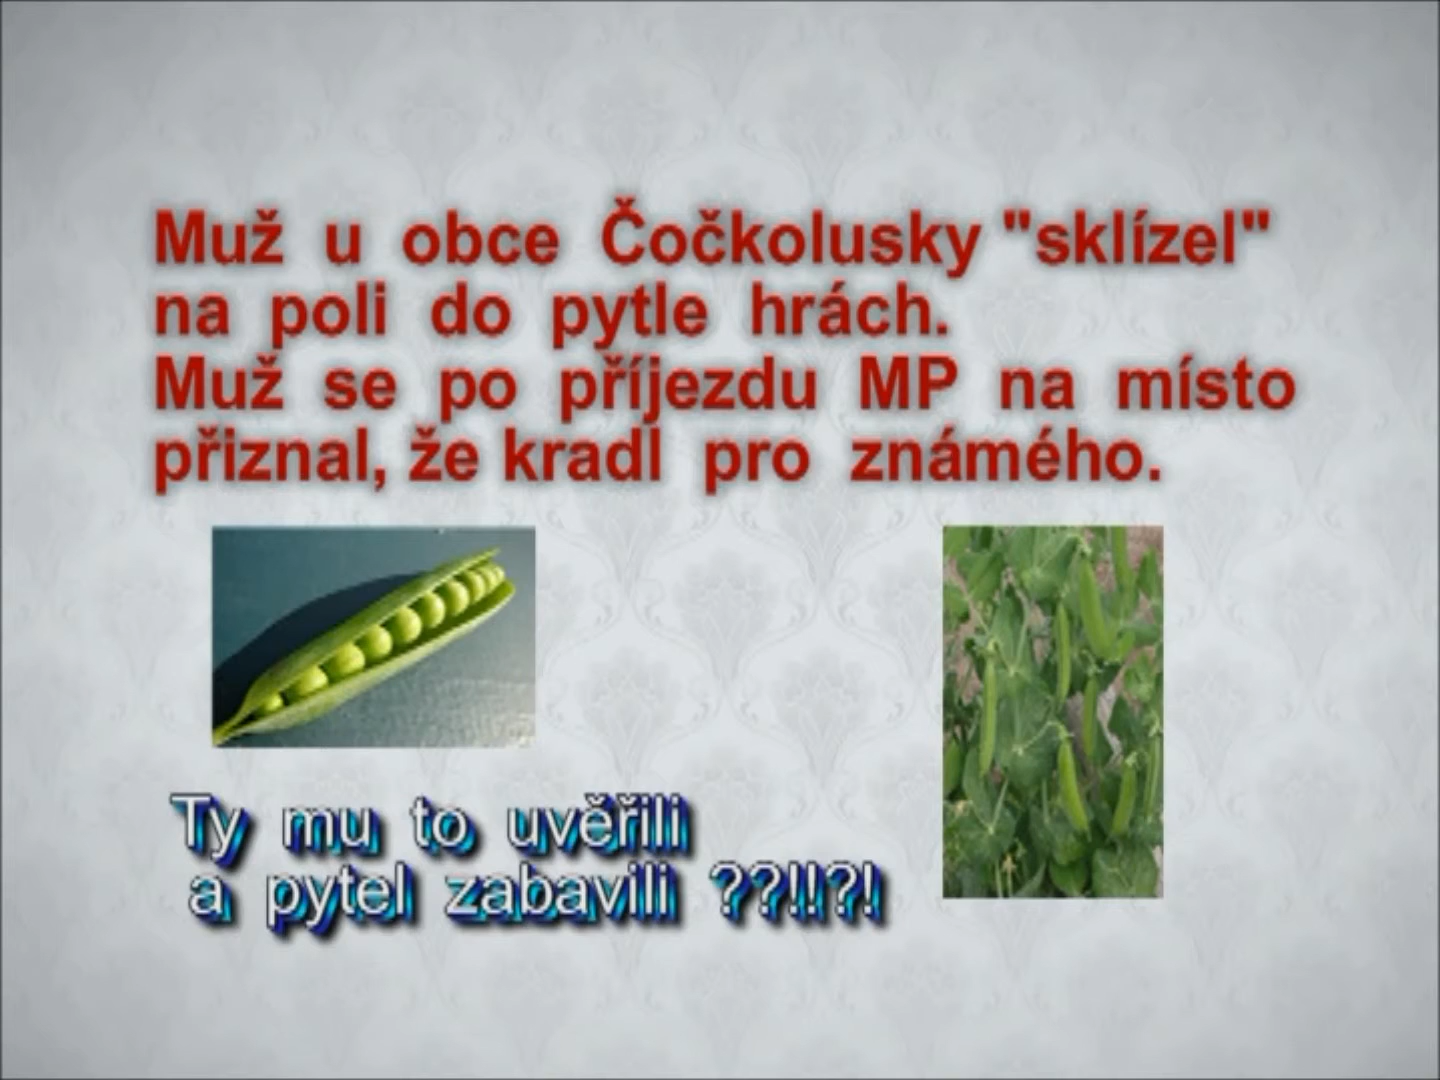 Muž u obce Čočkolusky "sklízel"
na poli do pytle hrách.
Muž se po příjezdu MP na místo
přiznal, že kradl pro známého.
Ty mu to uvěřili
a pytel zabavili ??!!?!